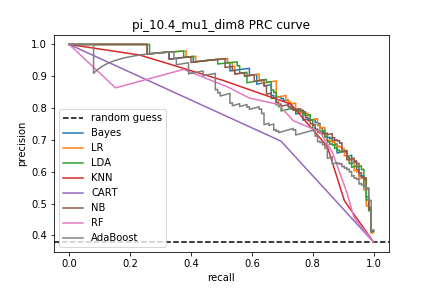 pi_10.4_mu1_dim8 PRC curve
1.0
0.9
0.8
0.7
0.6
0.5
0.4
precision
random guess
Bayes
LR
LDA
KNN
CART
NB
RF
AdaBoost
0.0 0.2 0.4 0.6 0.8 1.0
recall